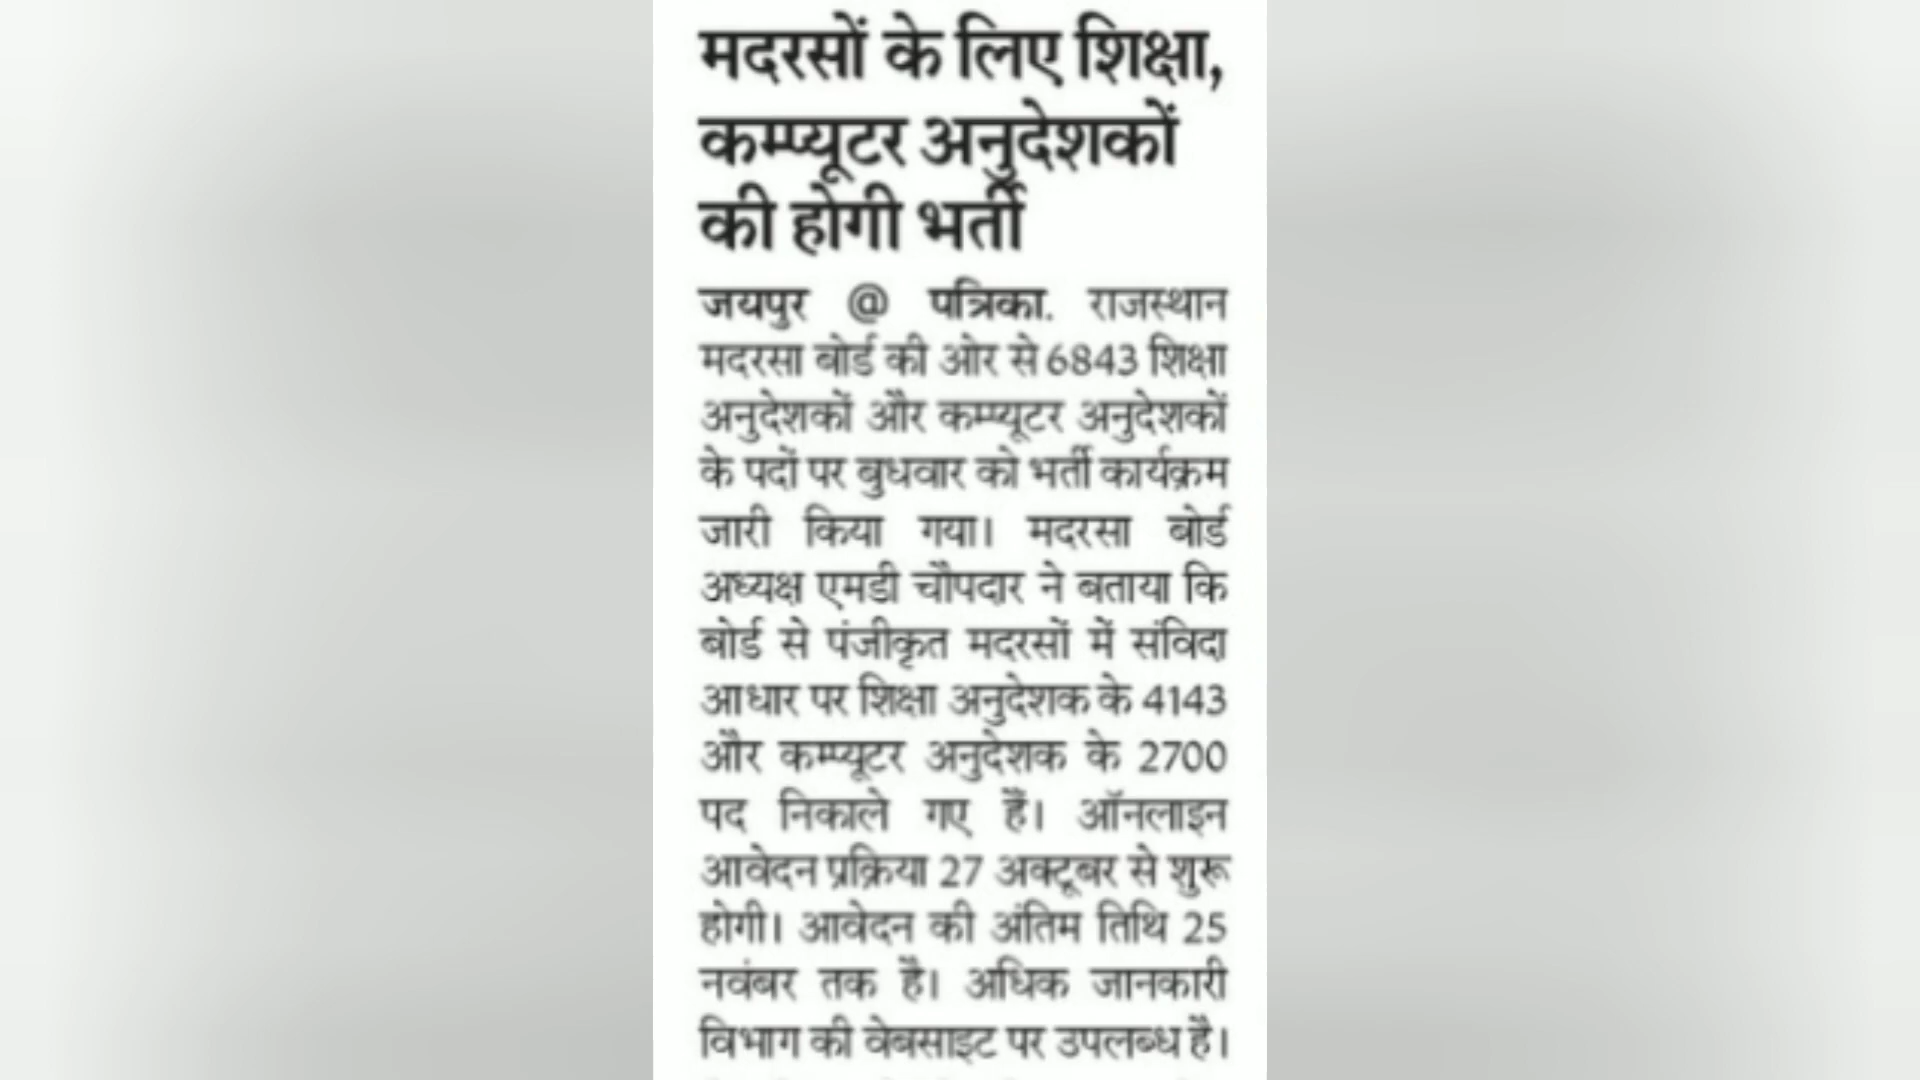 मदरसों के लिए शिक्षा,
कम्प्यूटर अनुदेशकों
की होगी भर्ती
जयपुर @ पत्रिका. राजस्थान
मदरसा बोर्ड की ओर से 6843 शिक्षा
अनुदेशकों और कम्प्यूटर अनुदेशकों
के पदों पर बुधवार को भर्ती कार्यक्रम
जारी किया गया। मदरसा बोर्ड
अध्यक्ष एमडी चौपदार ने बताया कि
बोर्ड से पंजीकृत मदरसों में संविदा
आधार पर शिक्षा अनुदेशक के 4143
और कम्प्यूटर अनुदेशक के 2700
पद निकाले गए हैं। ऑनलाइन
आवेदन प्रक्रिया 27 अक्टूबर से शुरू
होगी। आवेदन की अंतिम तिथि 25
नवंबर तक है। अधिक जानकारी
विभाग की वेबसाइट पर उपलब्ध है।